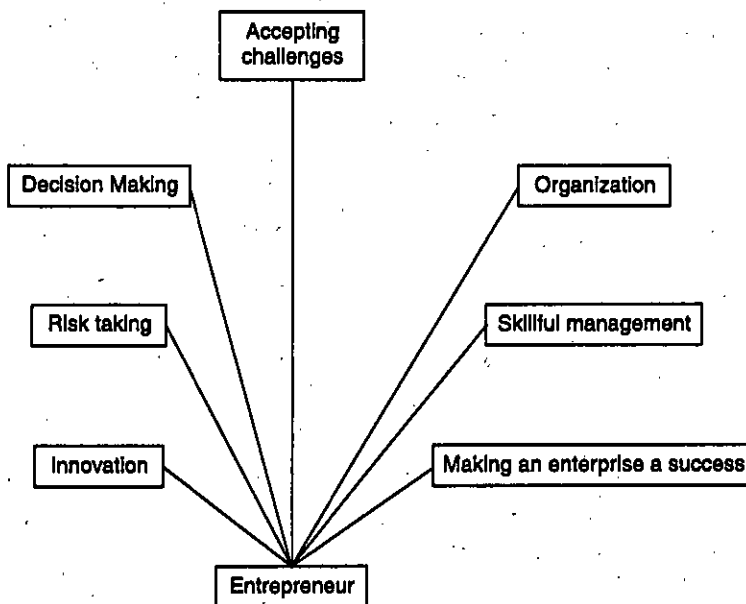 Accepting
challenges
Decision Making
Organization
Risk taking
Skillful management
Innovation
Making an enterprise a success
Entrepreneur